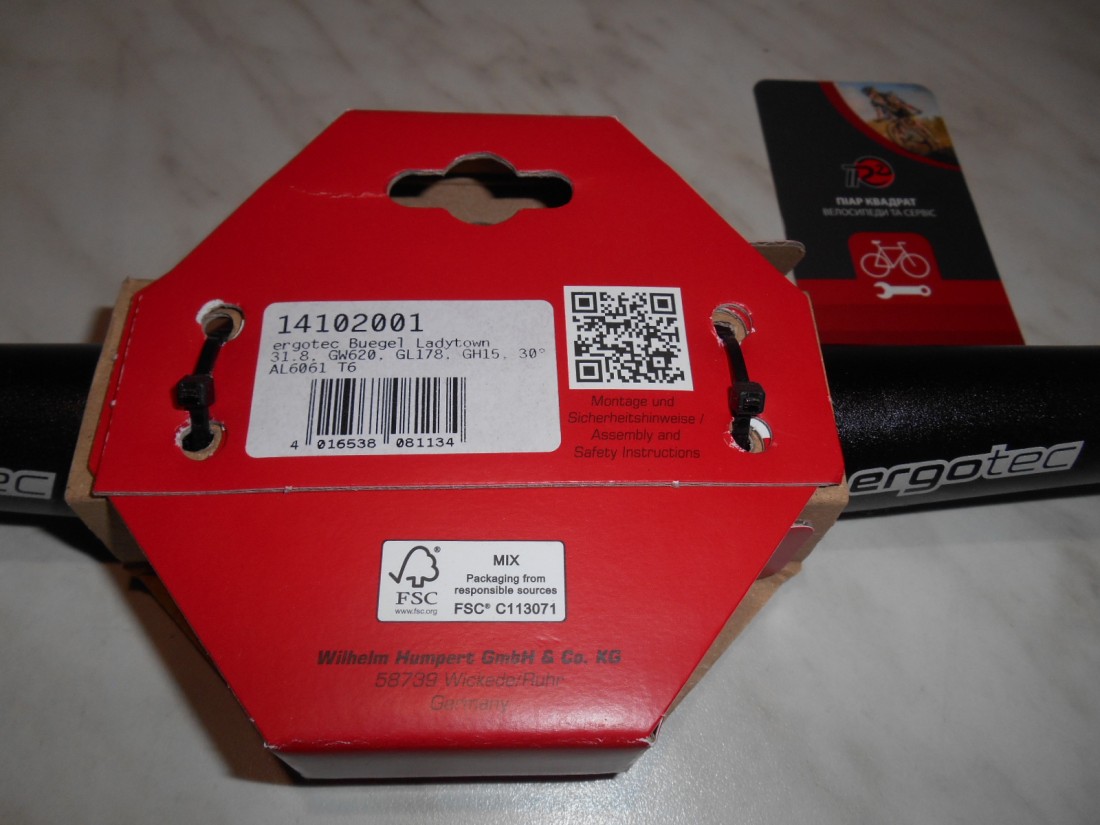 ПІАР КВАДРАТ
ВЕЛОСИПЕДИ ТА СЕРВІС
14102001
ergotec Buegel Ladytown
31.8, GW620, GL178, GH15, 30°
AL6061 T6
4 016538 081134
Montage und
Sicherheitshinweise /
Assembly and
Safety Instructions
ec
ergotec
FSC
www.fsc.org
MIX
Packaging from
responsible sources
FSC® C113071
Wilhelm Humpert GmbH & Co. KG
58739 Wickede/Ruhr
Germany